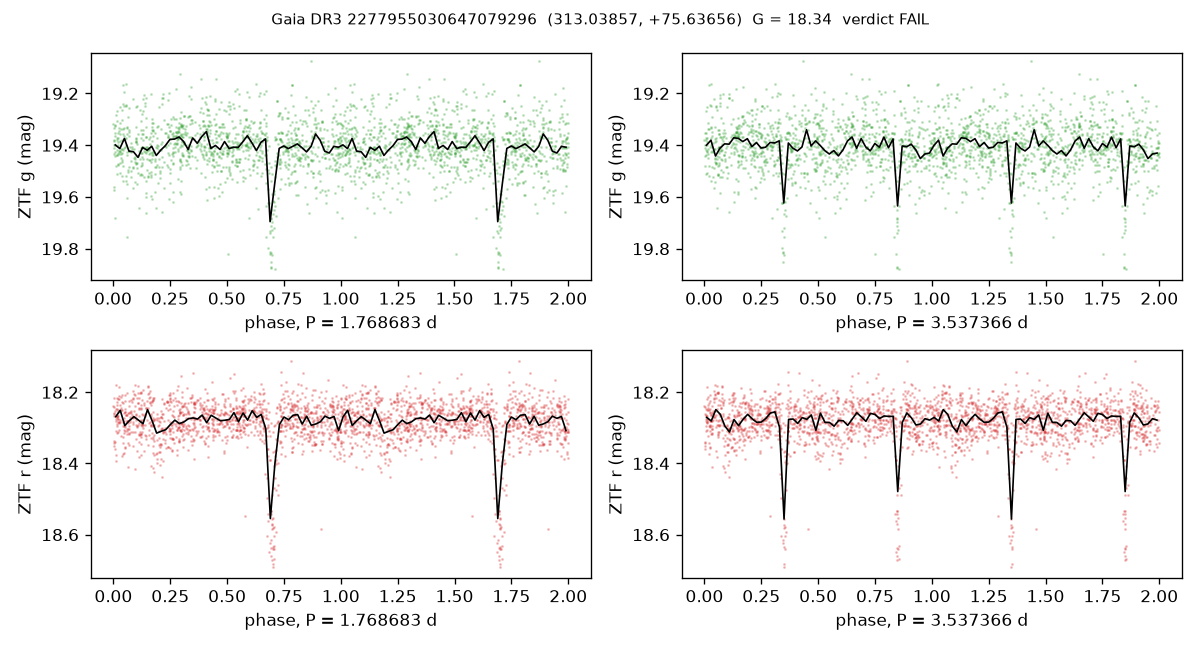 Gaia DR3 2277955030647079296  (313.03857, +75.63656)  G = 18.34  verdict FAIL
ZTF g (mag)
19.2
19.4
19.6
19.8
0.00 0.25 0.50 0.75 1.00 1.25 1.50 1.75 2.00
phase, P = 1.768683 d
ZTF g (mag)
19.2
19.4
19.6
19.8
0.00 0.25 0.50 0.75 1.00 1.25 1.50 1.75 2.00
phase, P = 3.537366 d
ZTF r (mag)
18.2
18.4
18.6
0.00 0.25 0.50 0.75 1.00 1.25 1.50 1.75 2.00
phase, P = 1.768683 d
ZTF r (mag)
18.2
18.4
18.6
0.00 0.25 0.50 0.75 1.00 1.25 1.50 1.75 2.00
phase, P = 3.537366 d